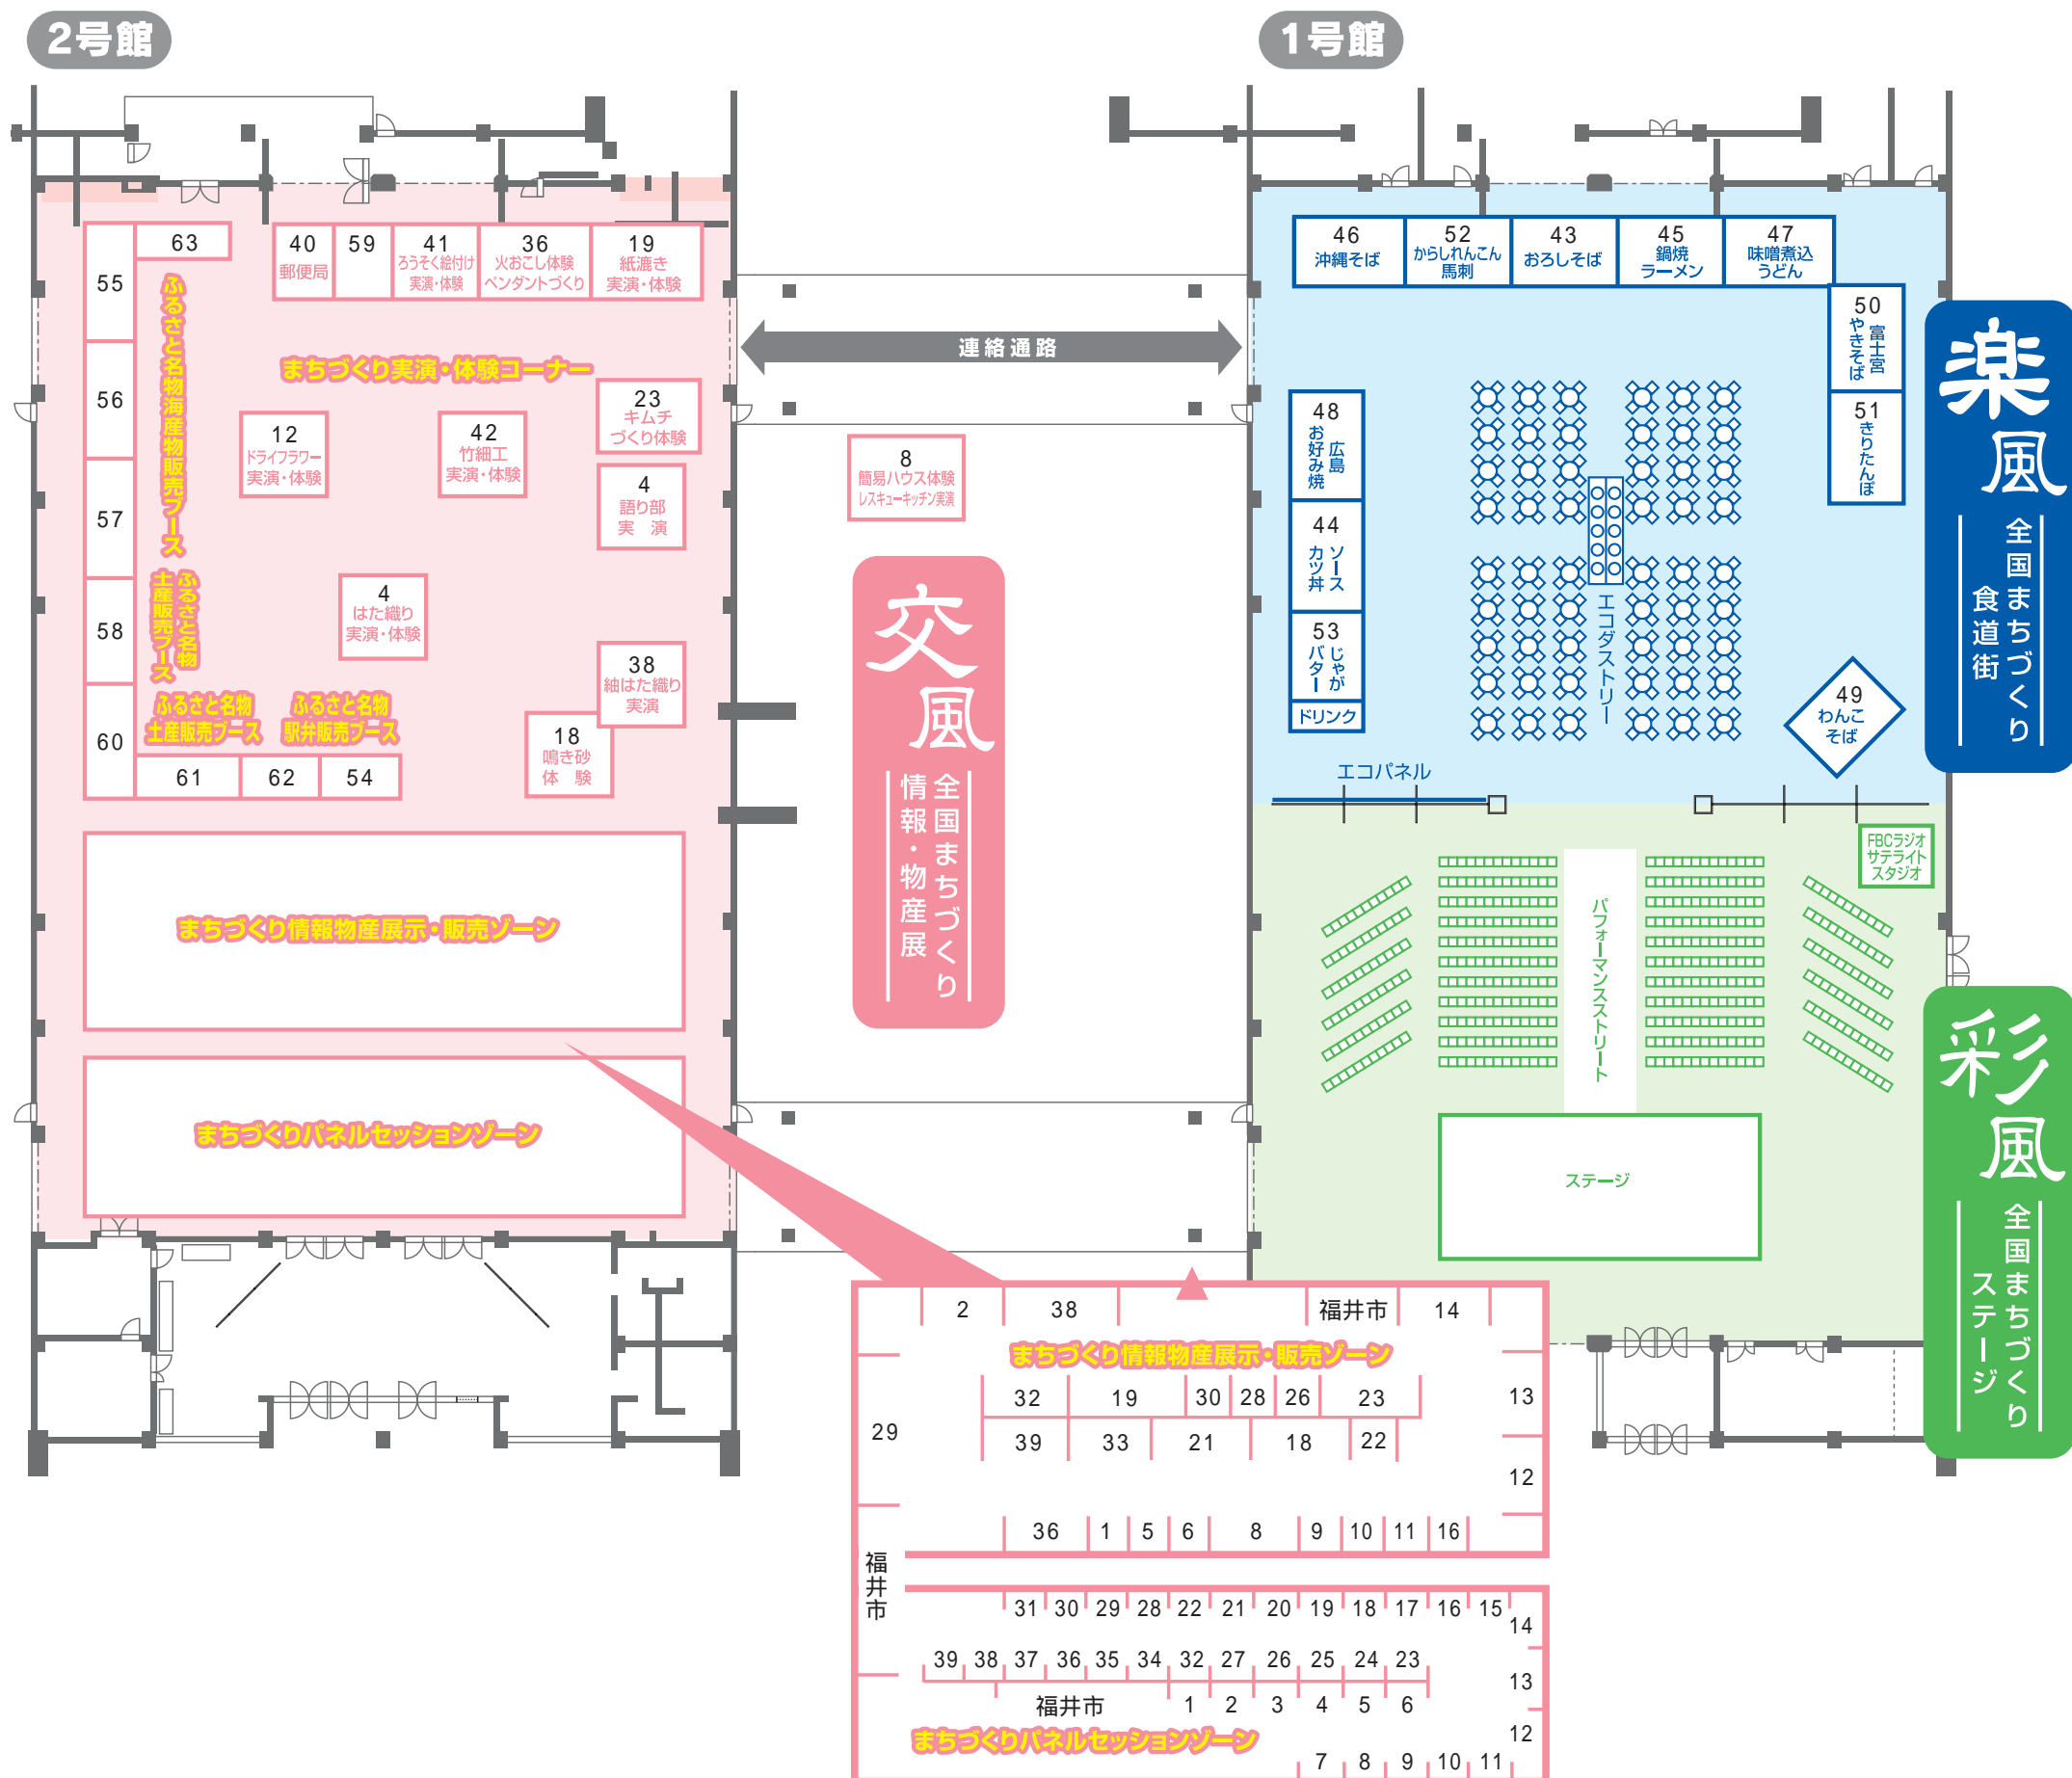 2号館
1号館
63
55
56
57
58
60
61
62
54
ふるさと名物海産物販売ブース
ふるさと名物
土産販売ブース
ふるさと名物
土産販売ブース
ふるさと名物
駅弁販売ブース
40
郵便局
59
41
ろうそく絵付け
実演・体験
36
火おこし体験
ペンダントづくり
19
紙漉き
実演・体験
まちづくり実演・体験コーナー
12
ドライフラワー
実演・体験
42
竹細工
実演・体験
23
キムチ
づくり体験
4
語り部
実 演
4
はた織り
実演・体験
38
紬はた織り
実演
18
鳴き砂
体 験
まちづくり情報物産展示・販売ゾーン
まちづくりパネルセッションゾーン
連絡通路
8
簡易ハウス体験
レスキューキッチン実演
交風
全国まちづくり
情報・物産展
46
沖縄そば
52
からしれんこん
馬刺
43
おろしそば
45
鍋焼
ラーメン
47
味噌煮込
うどん
50
富士宮
やきそば
51
きりたんぽ
48
広島
お好み焼
44
ソース
カツ丼
53
じゃが
バター
ドリンク
エコダストリー
49
わんこ
そば
エコパネル
楽風
全国まちづくり
食道街
FBCラジオ
サテライト
スタジオ
パフォーマンスストリート
ステージ
彩風
全国まちづくり
ステージ
2
38
福井市
14
まちづくり情報物産展示・販売ゾーン
32
19
30
28
26
23
13
29
39
33
21
18
22
12
36
1
5
6
8
9
10
11
16
福井市
31
30
29
28
22
21
20
19
18
17
16
15
14
39
38
37
36
35
34
32
27
26
25
24
23
13
福井市
1
2
3
4
5
6
12
まちづくりパネルセッションゾーン
7
8
9
10
11